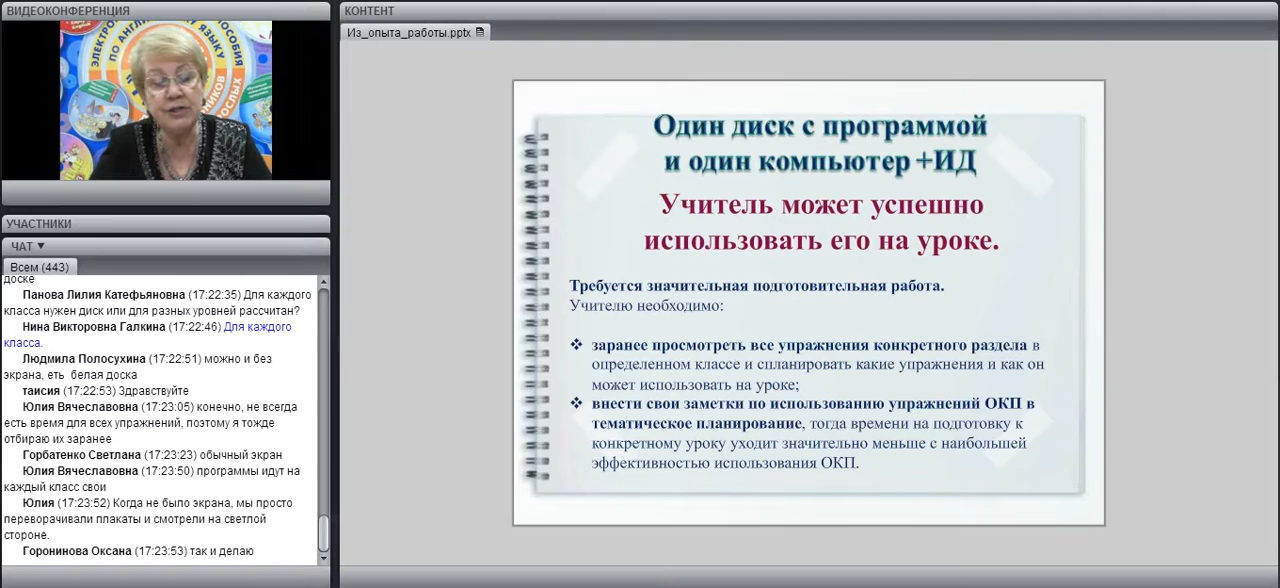 ВИДЕОКОНФЕРЕНЦИЯ
ЭЛЕКТРО
ПОСОБИЯ
ПО АНГЛИ
ЯЗЫКУ
НИКОВ
РОСЛЫХ
УЧАСТНИКИ
ЧАТ
Всем (443)
доске
Панова Лилия Катефьяновна (17:22:35) Для каждого
класса нужен диск или для разных уровней рассчитан?
Нина Викторовна Галкина (17:22:46) Для каждого
класса.
Людмила Полосухина (17:22:51) можно и без
экрана, еть белая доска
таисия (17:22:53) Здравствуйте
Юлия Вячеславовна (17:23:05) конечно, не всегда
есть время для всех упражнений, поэтому я тожде
отбираю их заранее
Горбатенко Светлана (17:23:23) обычный экран
Юлия Вячеславовна (17:23:50) программы идут на
каждый класс свои
Юлия (17:23:52) Когда не было экрана, мы просто
переворачивали плакаты и смотрели на светлой
стороне.
Горонинова Оксана (17:23:53) так и делаю
КОНТЕНТ
Из_опыта_работы.pptx
Один диск с программой
и один компьютер +ИД
Учитель может успешно
использовать его на уроке.
Требуется значительная подготовительная работа.
Учителю необходимо:
❖ заранее просмотреть все упражнения конкретного раздела в
определенном классе и спланировать какие упражнения и как он
может использовать на уроке;
❖ внести свои заметки по использованию упражнений ОКП в
тематическое планирование, тогда времени на подготовку к
конкретному уроку уходит значительно меньше с наибольшей
эффективностью использования ОКП.